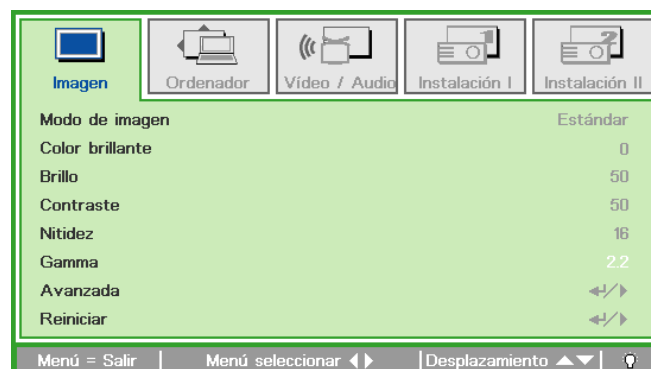 Imagen Ordenador Vídeo / Audio Instalación I Instalación II
Modo de imagen Estándar
Color brillante 0
Brillo 50
Contraste 50
Nitidez 16
Gamma 2.2
Avanzada
Reiniciar
Menú = Salir Menú seleccionar Desplazamiento